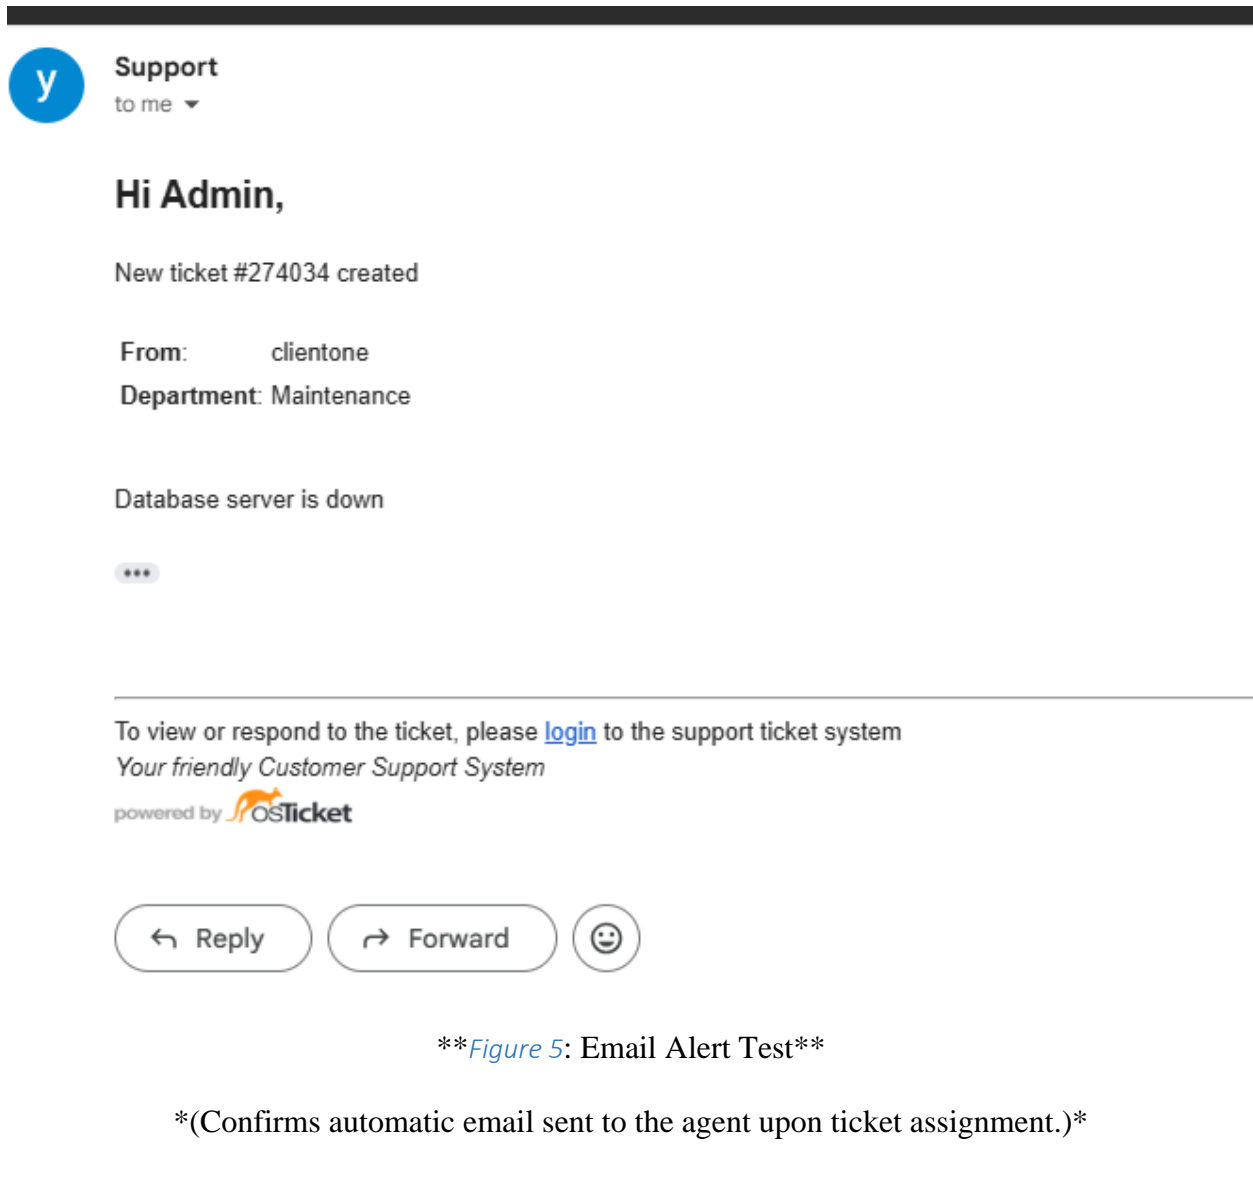 y
Support
to me
Hi Admin,
New ticket #274034 created
From: clientone
Department: Maintenance
Database server is down
To view or respond to the ticket, please login to the support ticket system
Your friendly Customer Support System
powered by osTicket
Reply Forward
**Figure 5: Email Alert Test**
*(Confirms automatic email sent to the agent upon ticket assignment.)*